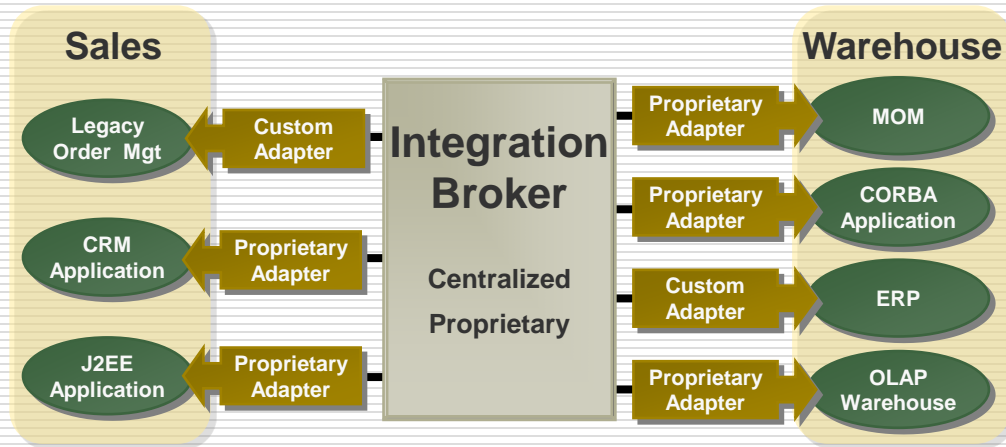 Sales
Legacy
Order Mgt
Custom
Adapter
CRM
Application
Proprietary
Adapter
J2EE
Application
Proprietary
Adapter
Integration
Broker
Centralized
Proprietary
Warehouse
Proprietary
Adapter
MOM
Proprietary
Adapter
CORBA
Application
Custom
Adapter
ERP
Proprietary
Adapter
OLAP
Warehouse